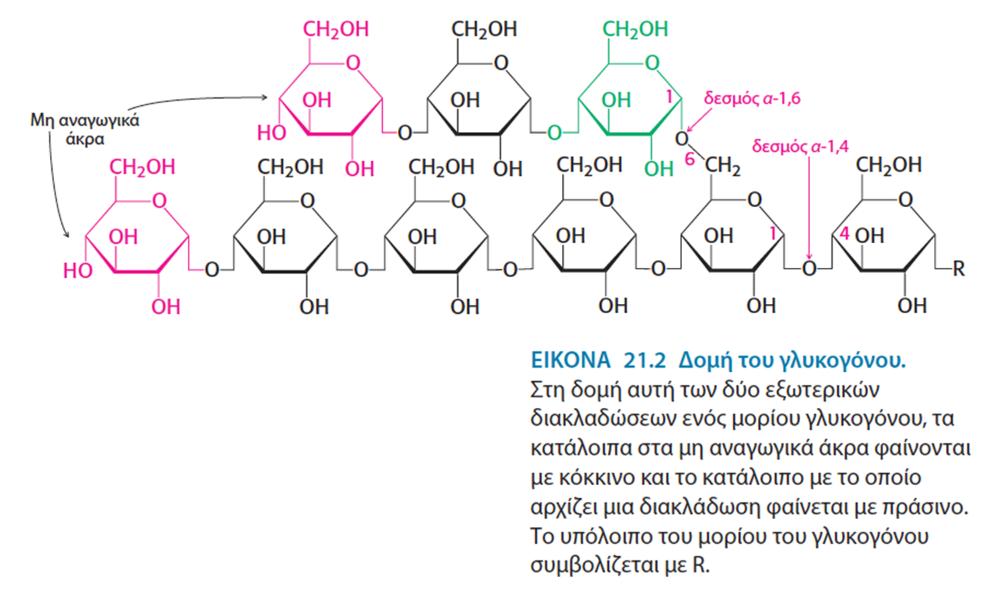 CH₂OH CH₂OH CH₂OH
O O O
OH OH OH 1 δεσμός α-1,6
Μη αναγωγικά
άκρα
HO O O O
OH OH OH 6 CH₂ δεσμός α-1,4
CH₂OH CH₂OH CH₂OH CH₂OH CH₂OH
O O O O O O
OH OH OH OH OH 1 4 OH
HO O O O O O R
OH OH OH OH OH OH
ΕΙΚΟΝΑ 21.2 Δομή του γλυκογόνου.
Στη δομή αυτή των δύο εξωτερικών
διακλαδώσεων ενός μορίου γλυκογόνου, τα
κατάλοιπα στα μη αναγωγικά άκρα φαίνονται
με κόκκινο και το κατάλοιπο με το οποίο
αρχίζει μια διακλάδωση φαίνεται με πράσινο.
Το υπόλοιπο του μορίου του γλυκογόνου
συμβολίζεται με R.